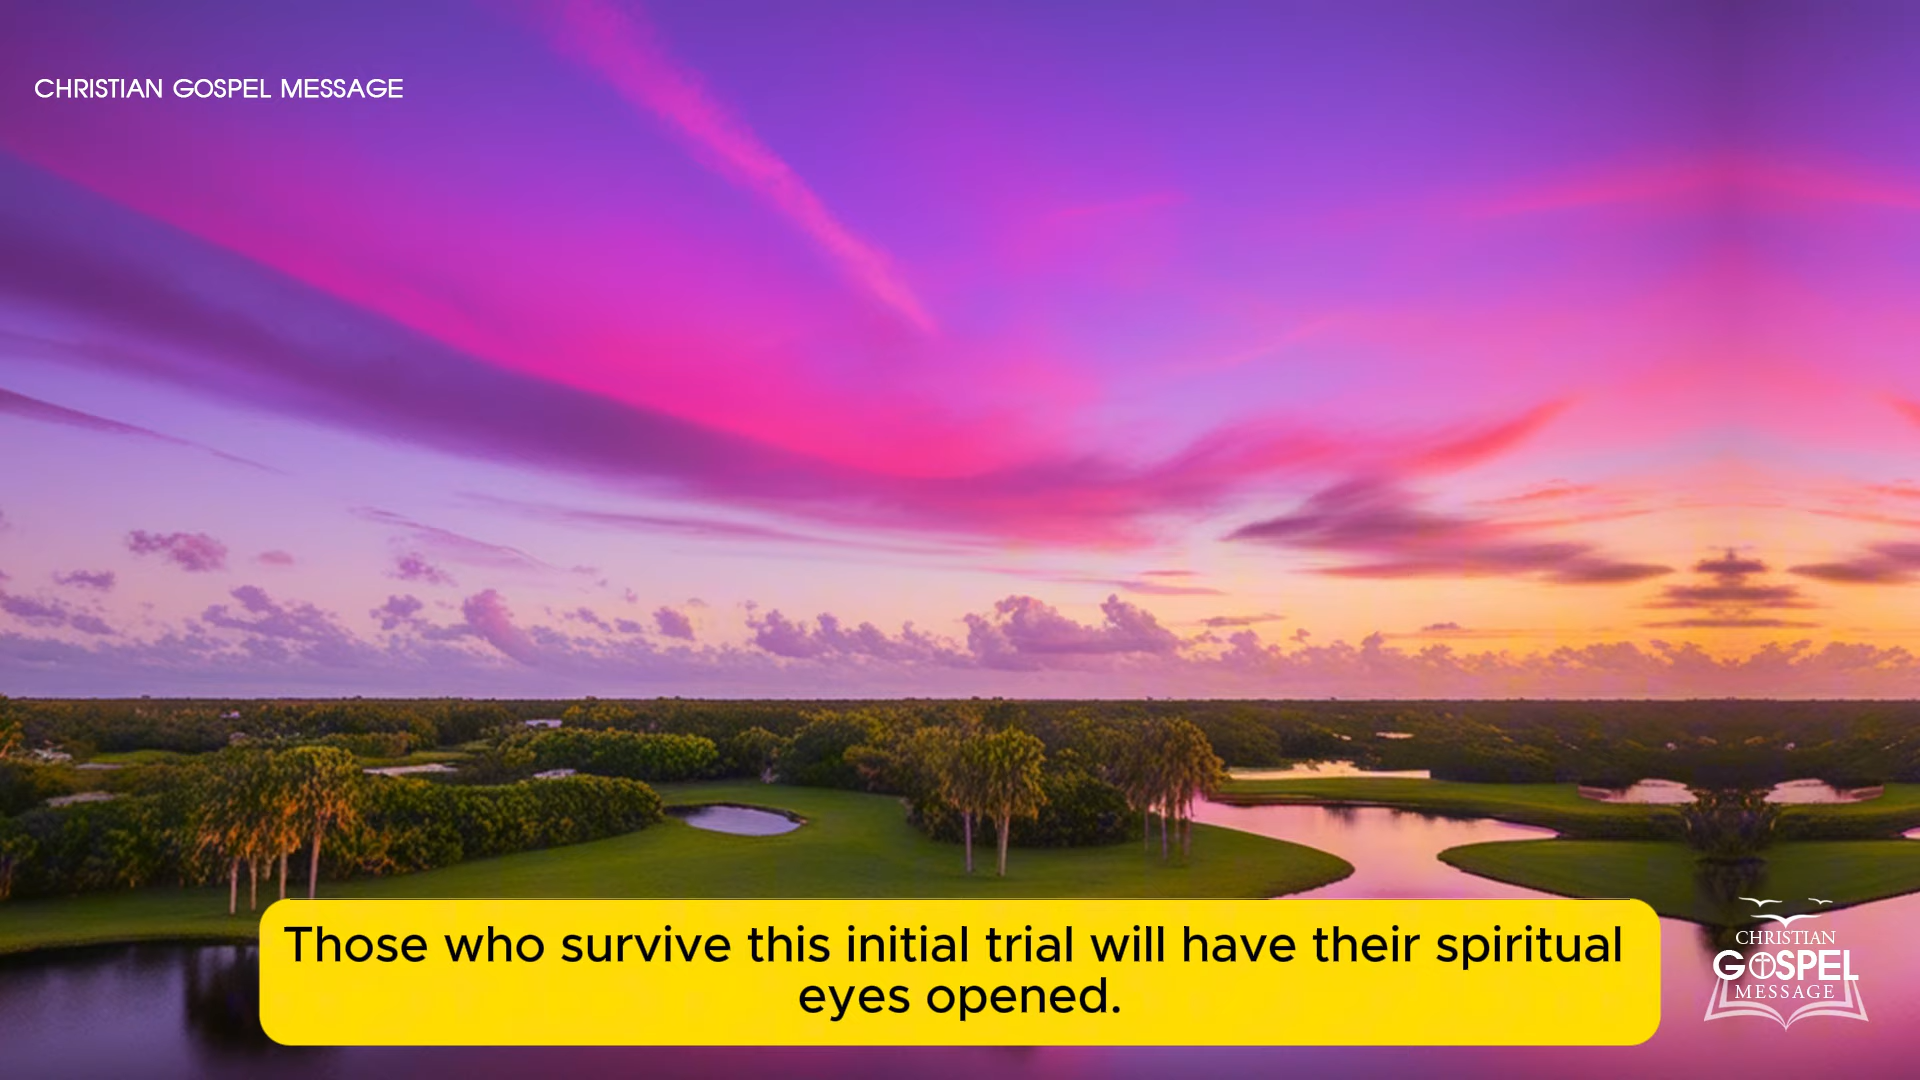 CHRISTIAN GOSPEL MESSAGE
Those who survive this initial trial will have their spiritual
eyes opened.
CHRISTIAN
GOSPEL
MESSAGE